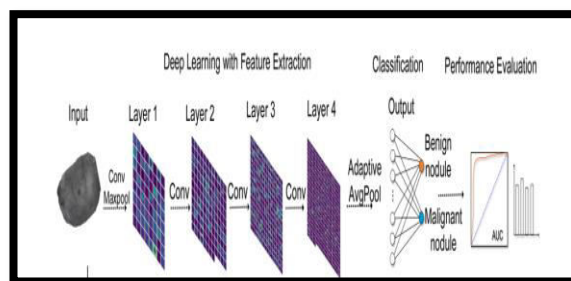 Deep Learning with Feature Extraction
Classification
Performance Evaluation
Input
Layer 1
Layer 2
Layer 3
Layer 4
Output
Conv
Maxpool
Conv
Conv
Conv
Adaptive
AvgPool
Benign
nodule
Malignant
nodule
AUC